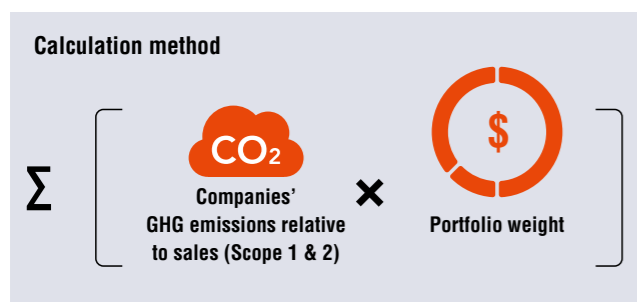 Calculation method
Σ
CO₂
×
$
Companies'
GHG emissions relative
to sales (Scope 1 & 2)
Portfolio weight